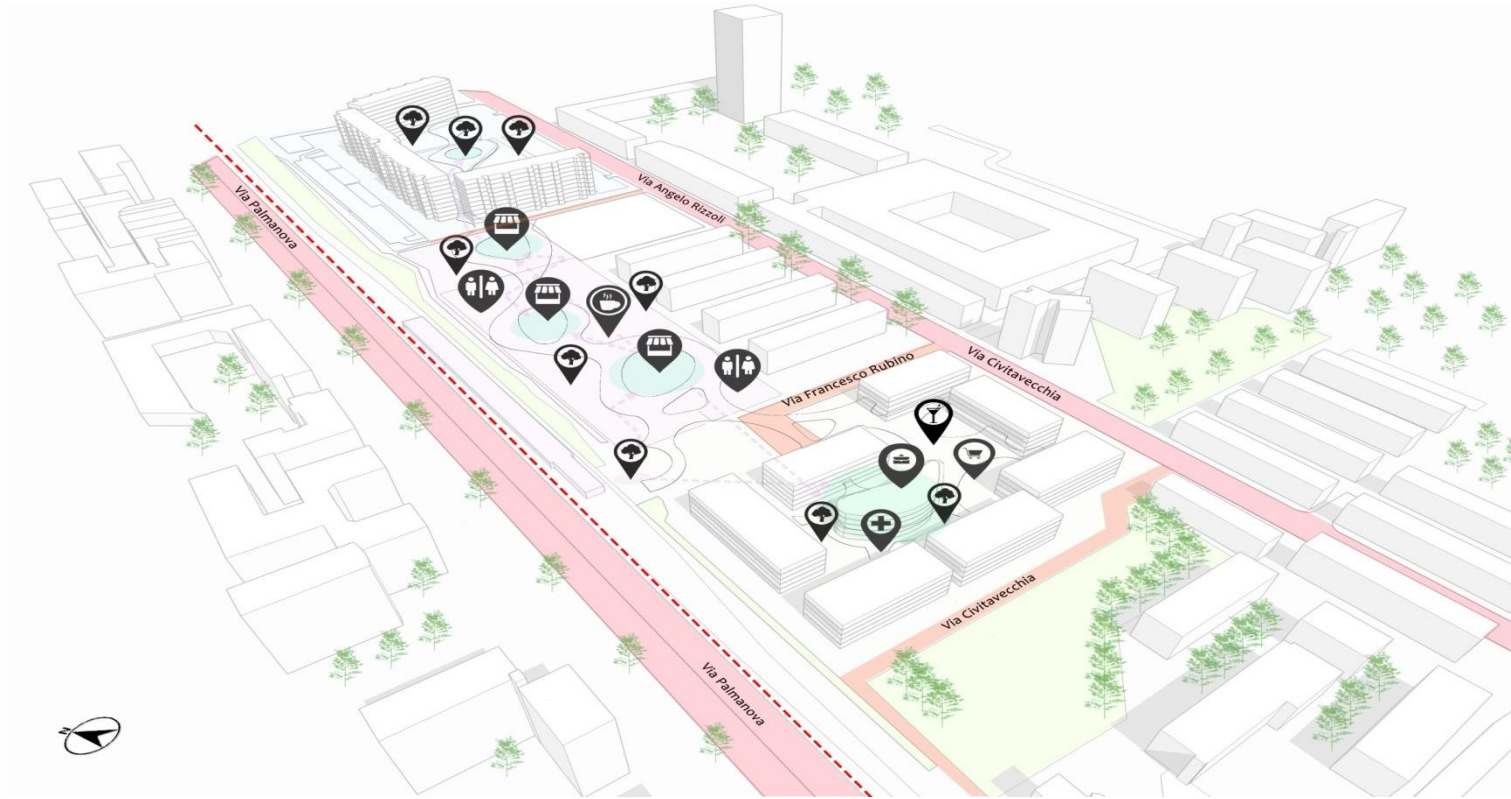 Via Palmanova
Via Angelo Rizzoli
Via Francesco Rubino
Via Civitavecchia
Via Civitavecchia
Via Palmanova
N